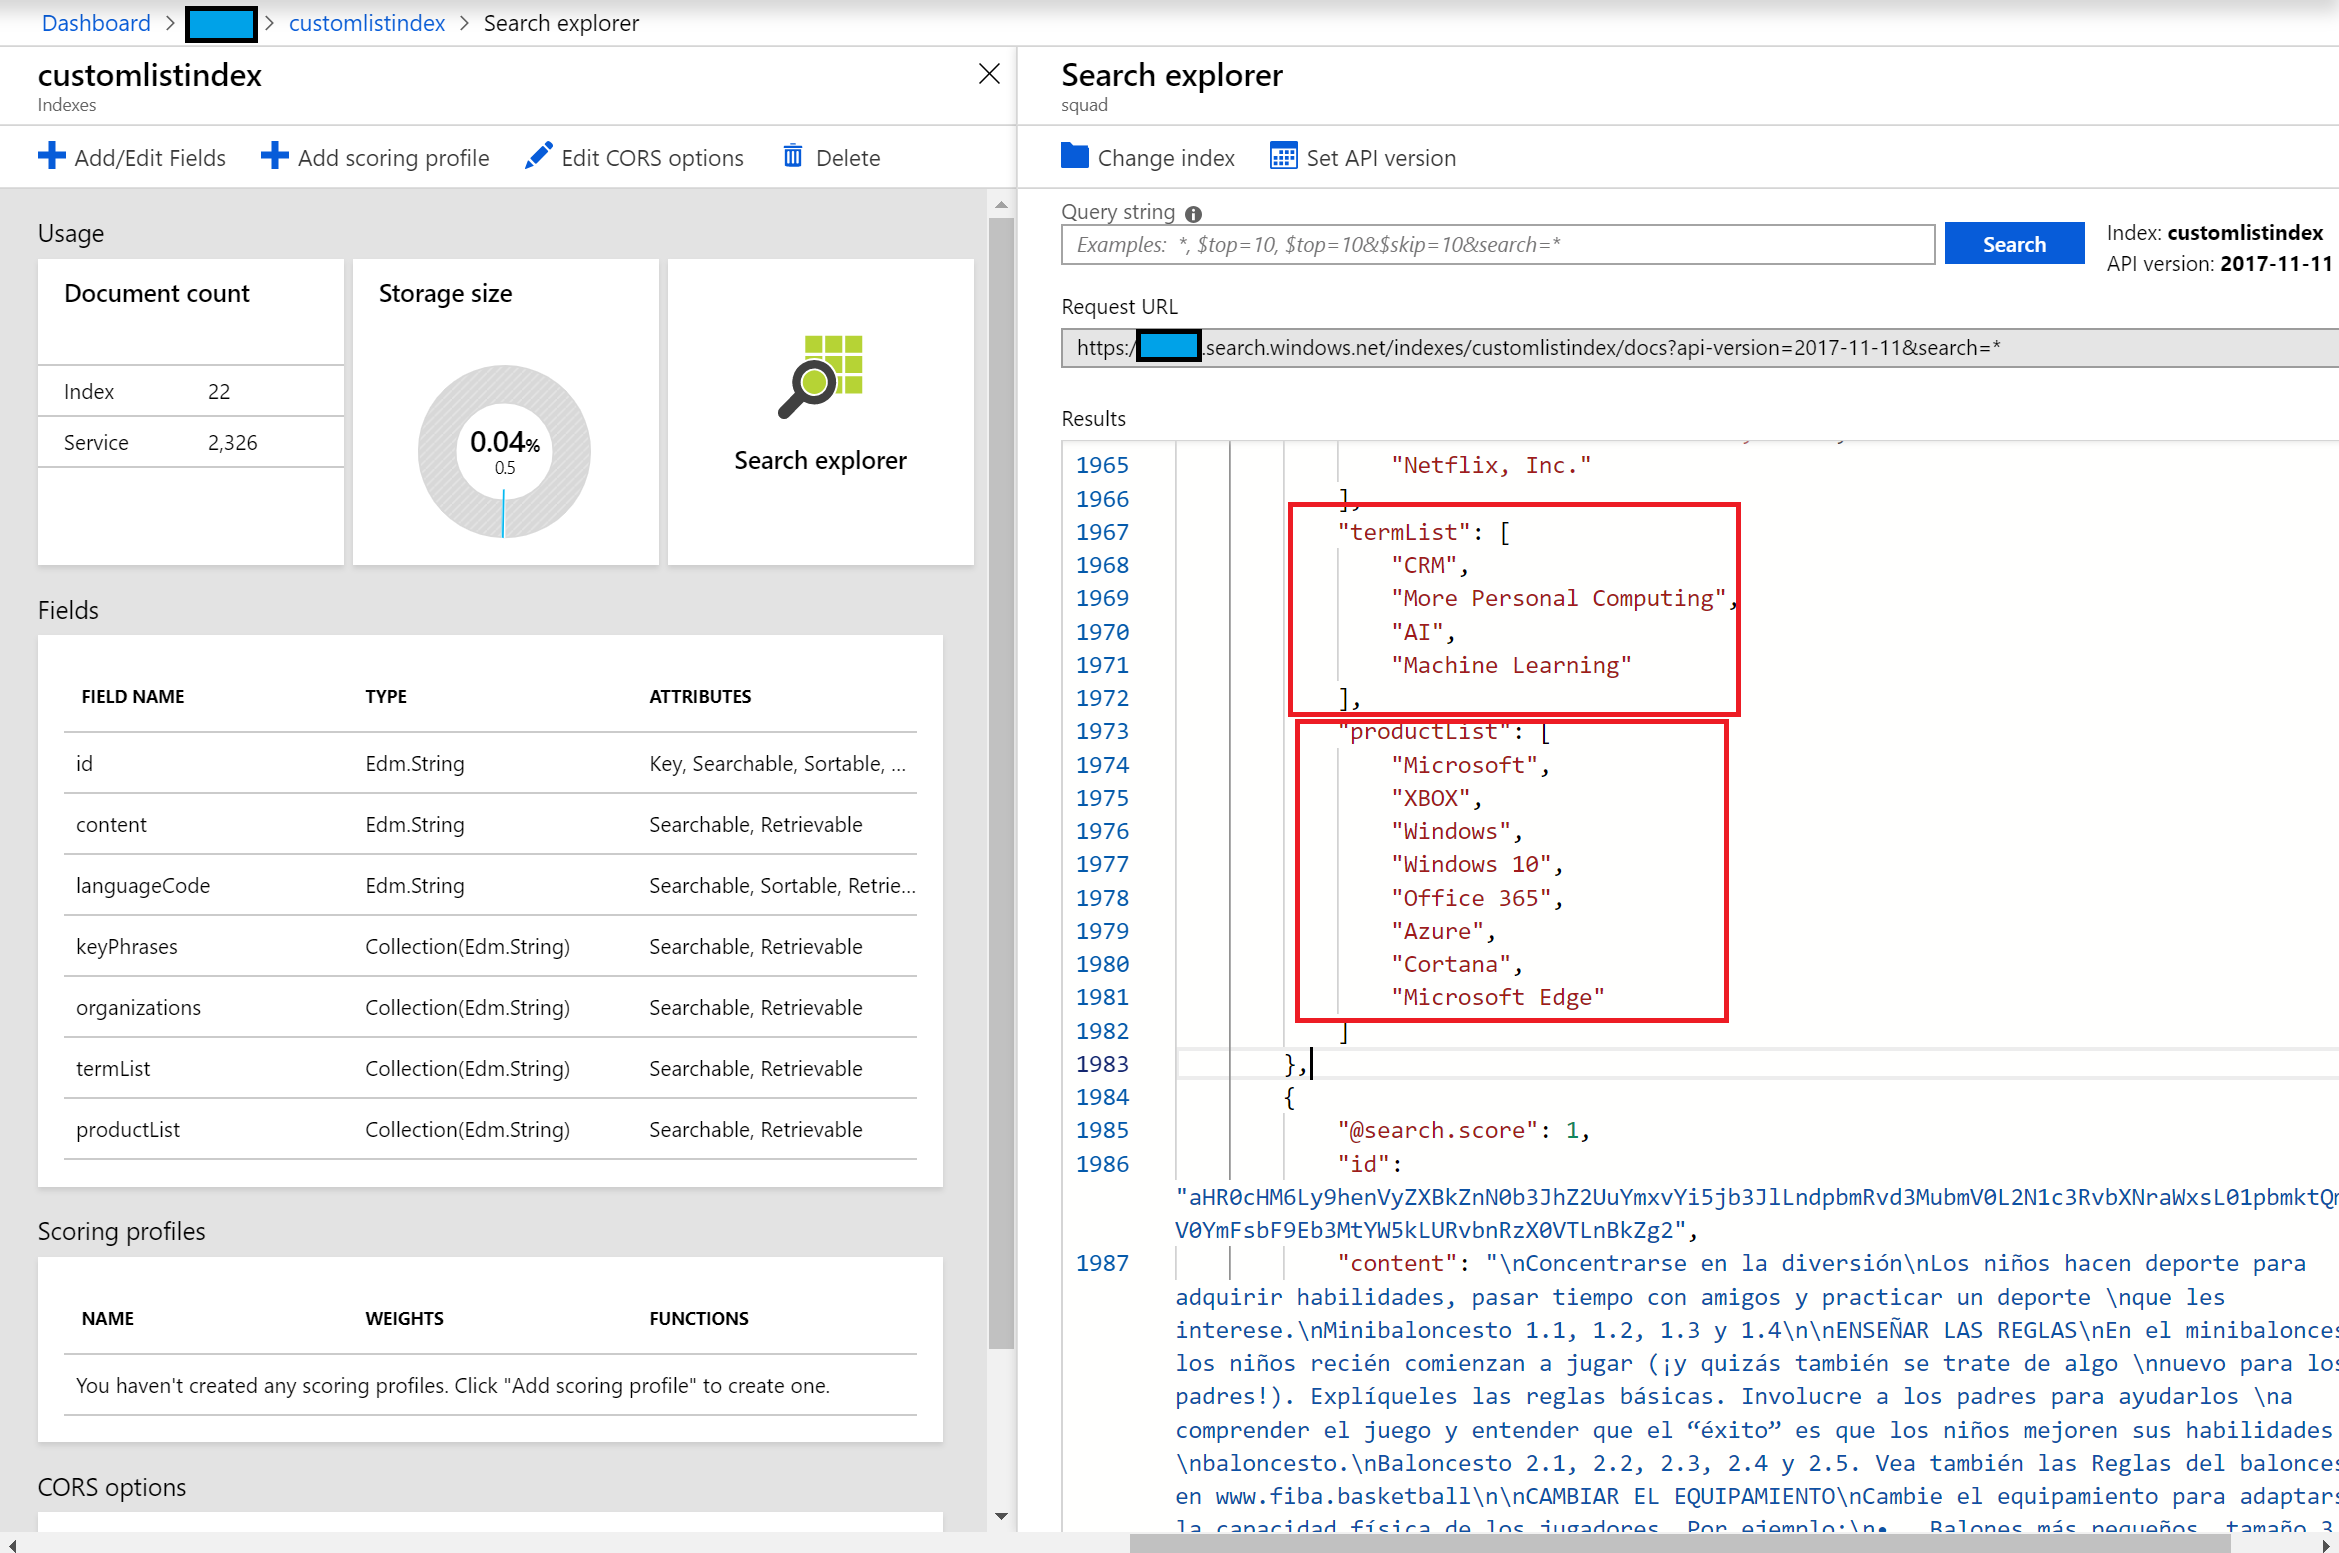 Dashboard > > customlistindex > Search explorer
customlistindex
Indexes
Add/Edit Fields Add scoring profile Edit CORS options Delete
Usage
Document count
Index 22
Service 2,326
Storage size
0.04%
0.5
Search explorer
Fields
FIELD NAME TYPE ATTRIBUTES
id Edm.String Key, Searchable, Sortable, ...
content Edm.String Searchable, Retrievable
languageCode Edm.String Searchable, Sortable, Retrie...
keyPhrases Collection(Edm.String) Searchable, Retrievable
organizations Collection(Edm.String) Searchable, Retrievable
termList Collection(Edm.String) Searchable, Retrievable
productList Collection(Edm.String) Searchable, Retrievable
Scoring profiles
NAME WEIGHTS FUNCTIONS
You haven't created any scoring profiles. Click "Add scoring profile" to create one.
CORS options
Search explorer
squad
Change index Set API version
Query string
Examples: *, $top=10, $top=10&$skip=10&search=*
Search
Index: customlistindex
API version: 2017-11-11
Request URL
https:/ .search.windows.net/indexes/customlistindex/docs?api-version=2017-11-11&search=*
Results
1965 "Netflix, Inc."
1966 ],
1967 "termList": [
1968 "CRM",
1969 "More Personal Computing",
1970 "AI",
1971 "Machine Learning"
1972 ],
1973 "productList": [
1974 "Microsoft",
1975 "XBOX",
1976 "Windows",
1977 "Windows 10",
1978 "Office 365",
1979 "Azure",
1980 "Cortana",
1981 "Microsoft Edge"
1982 ]
1983 },
1984 {
1985 "@search.score": 1,
1986 "id":
"aHR0cHM6Ly9henVyZXBkZnN0b3JhZ2UuYmxvYi5jb3JlLndpbmRvd3MubmV0L2N1c3RvbXNraWxsL01pbmktQm
V0YmFsbF9Eb3MtYW5kLURvbnRzX0VTLnBkZg2",
1987 "content": "\nConcentrarse en la diversión\nLos niños hacen deporte para
adquirir habilidades, pasar tiempo con amigos y practicar un deporte \nque les
interese.\nMinibaloncesto 1.1, 1.2, 1.3 y 1.4\n\nENSEÑAR LAS REGLAS\nEn el minibalonces
los niños recién comienzan a jugar (¡y quizás también se trate de algo \nnuevo para los
padres!). Explíqueles las reglas básicas. Involucre a los padres para ayudarlos \na
comprender el juego y entender que el “éxito” es que los niños mejoren sus habilidades
\nbaloncesto.\nBaloncesto 2.1, 2.2, 2.3, 2.4 y 2.5. Vea también las Reglas del balonces
en www.fiba.basketball\n\nCAMBIAR EL EQUIPAMIENTO\nCambie el equipamiento para adaptars
la capacidad física de los jugadores. Por ejemplo:\n• Balones más pequeños, tamaño 3